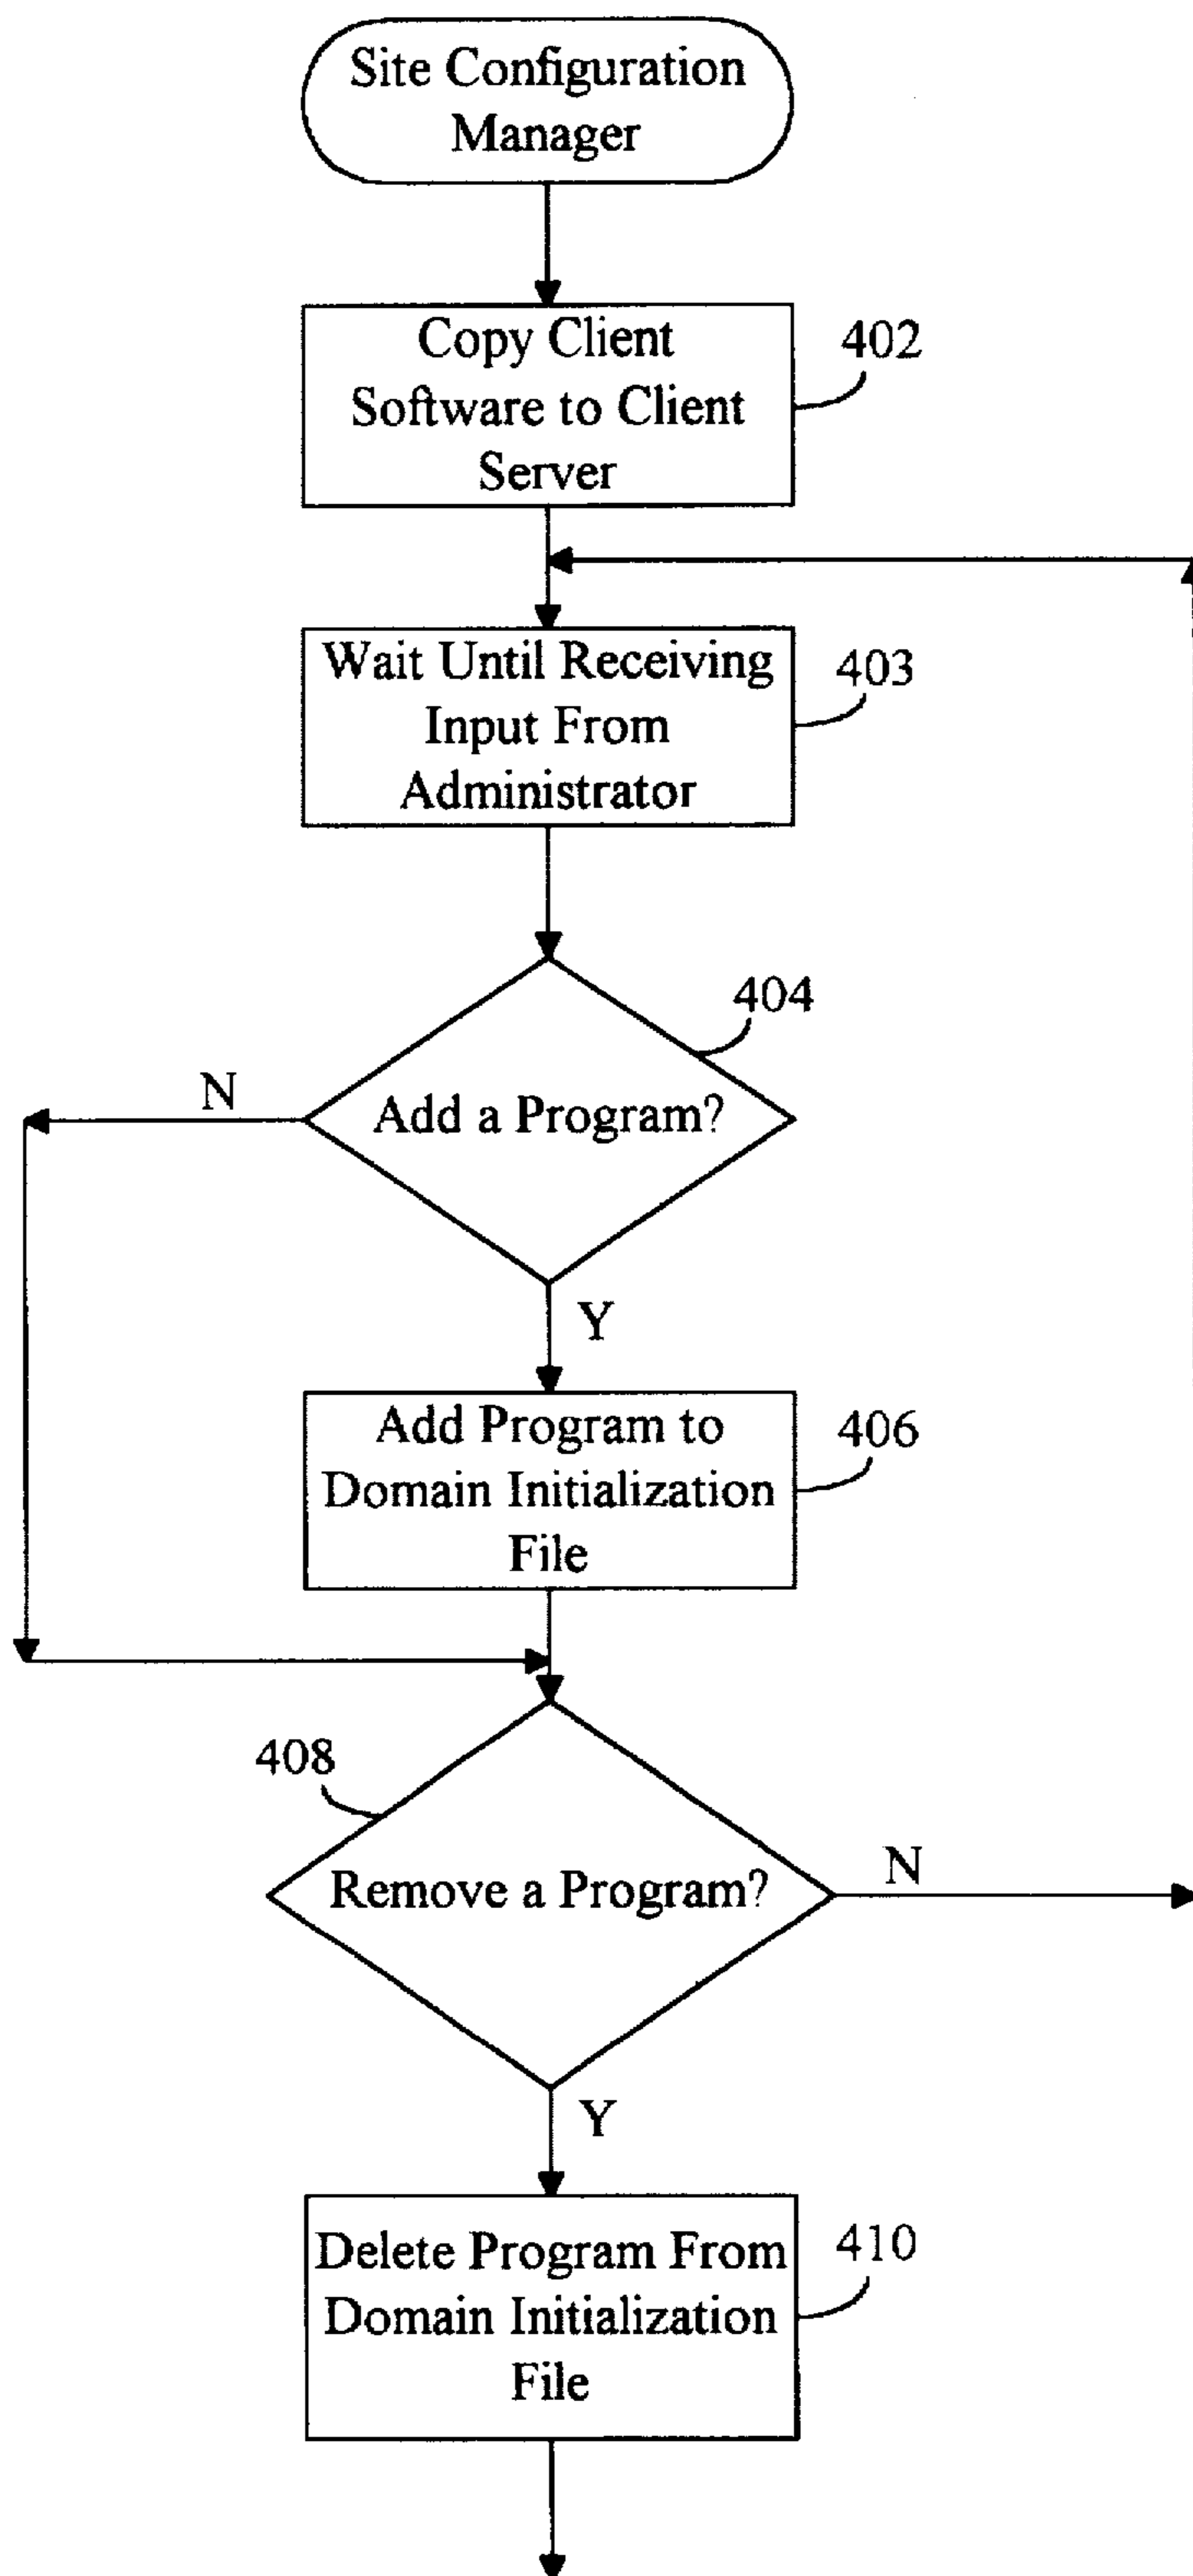 Site Configuration
Manager
Copy Client
Software to Client
Server
402
Wait Until Receiving
Input From
Administrator
403
404
N
Add a Program?
Y
Add Program to
Domain Initialization
File
406
408
Remove a Program?
N
Y
Delete Program From
Domain Initialization
File
410